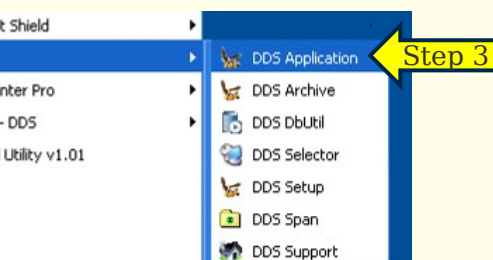 t Shield
nter Pro
- DDS
Utility v1.01
DDS Application
DDS Archive
DDS DbUtil
DDS Selector
DDS Setup
DDS Span
DDS Support
Step 3